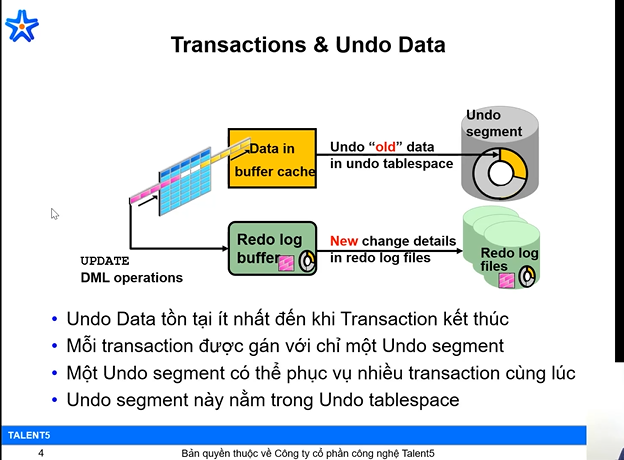 Transactions & Undo Data
Undo
segment
Data in
buffer cache
Undo “old” data
in undo tablespace
Redo log
buffer
New change details
in redo log files
Redo log
files
UPDATE
DML operations
• Undo Data tồn tại ít nhất đến khi Transaction kết thúc
• Mỗi transaction được gán với chỉ một Undo segment
• Một Undo segment có thể phục vụ nhiều transaction cùng lúc
• Undo segment này nằm trong Undo tablespace
TALENT5
4
Bản quyền thuộc về Công ty cổ phần công nghệ Talent5